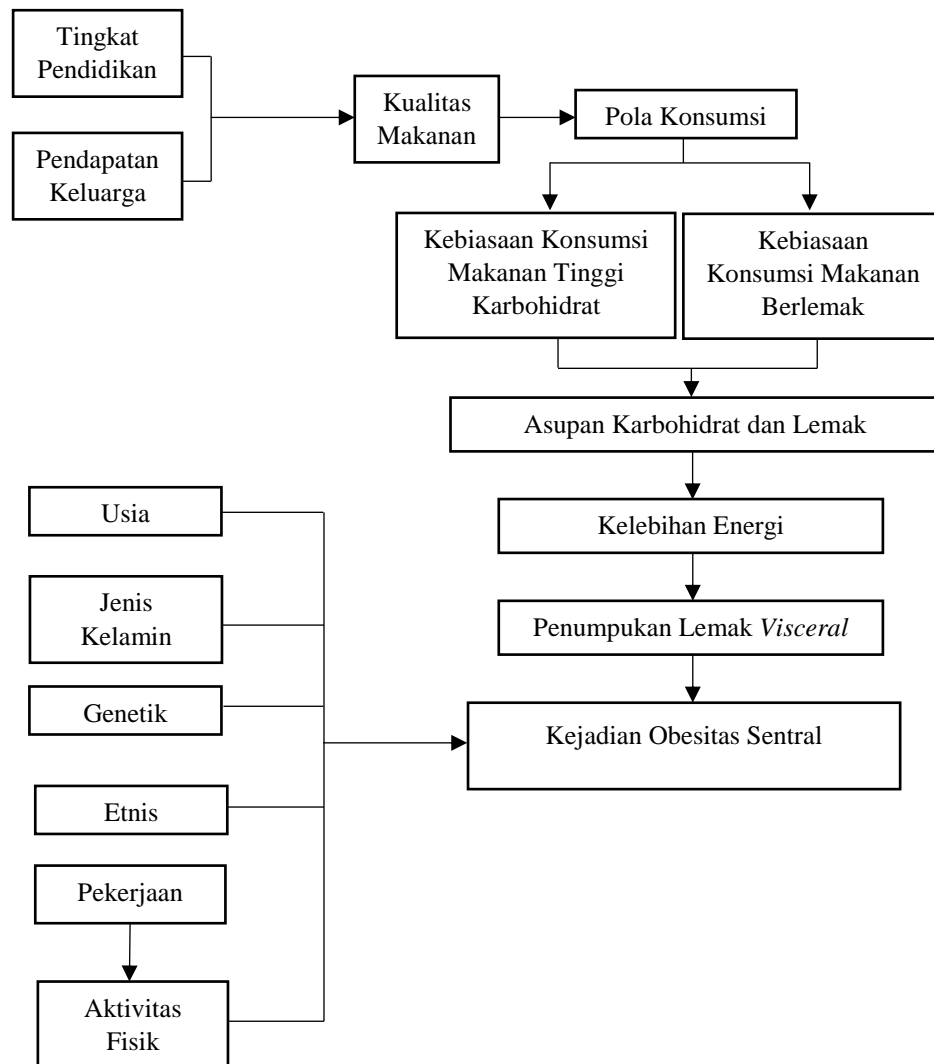 Tingkat
Pendidikan
Pendapatan
Keluarga
Kualitas
Makanan
Pola Konsumsi
Kebiasaan Konsumsi
Makanan Tinggi
Karbohidrat
Kebiasaan
Konsumsi Makanan
Berlemak
Asupan Karbohidrat dan Lemak
Kelebihan Energi
Penumpukan Lemak Visceral
Kejadian Obesitas Sentral
Usia
Jenis
Kelamin
Genetik
Etnis
Pekerjaan
Aktivitas
Fisik